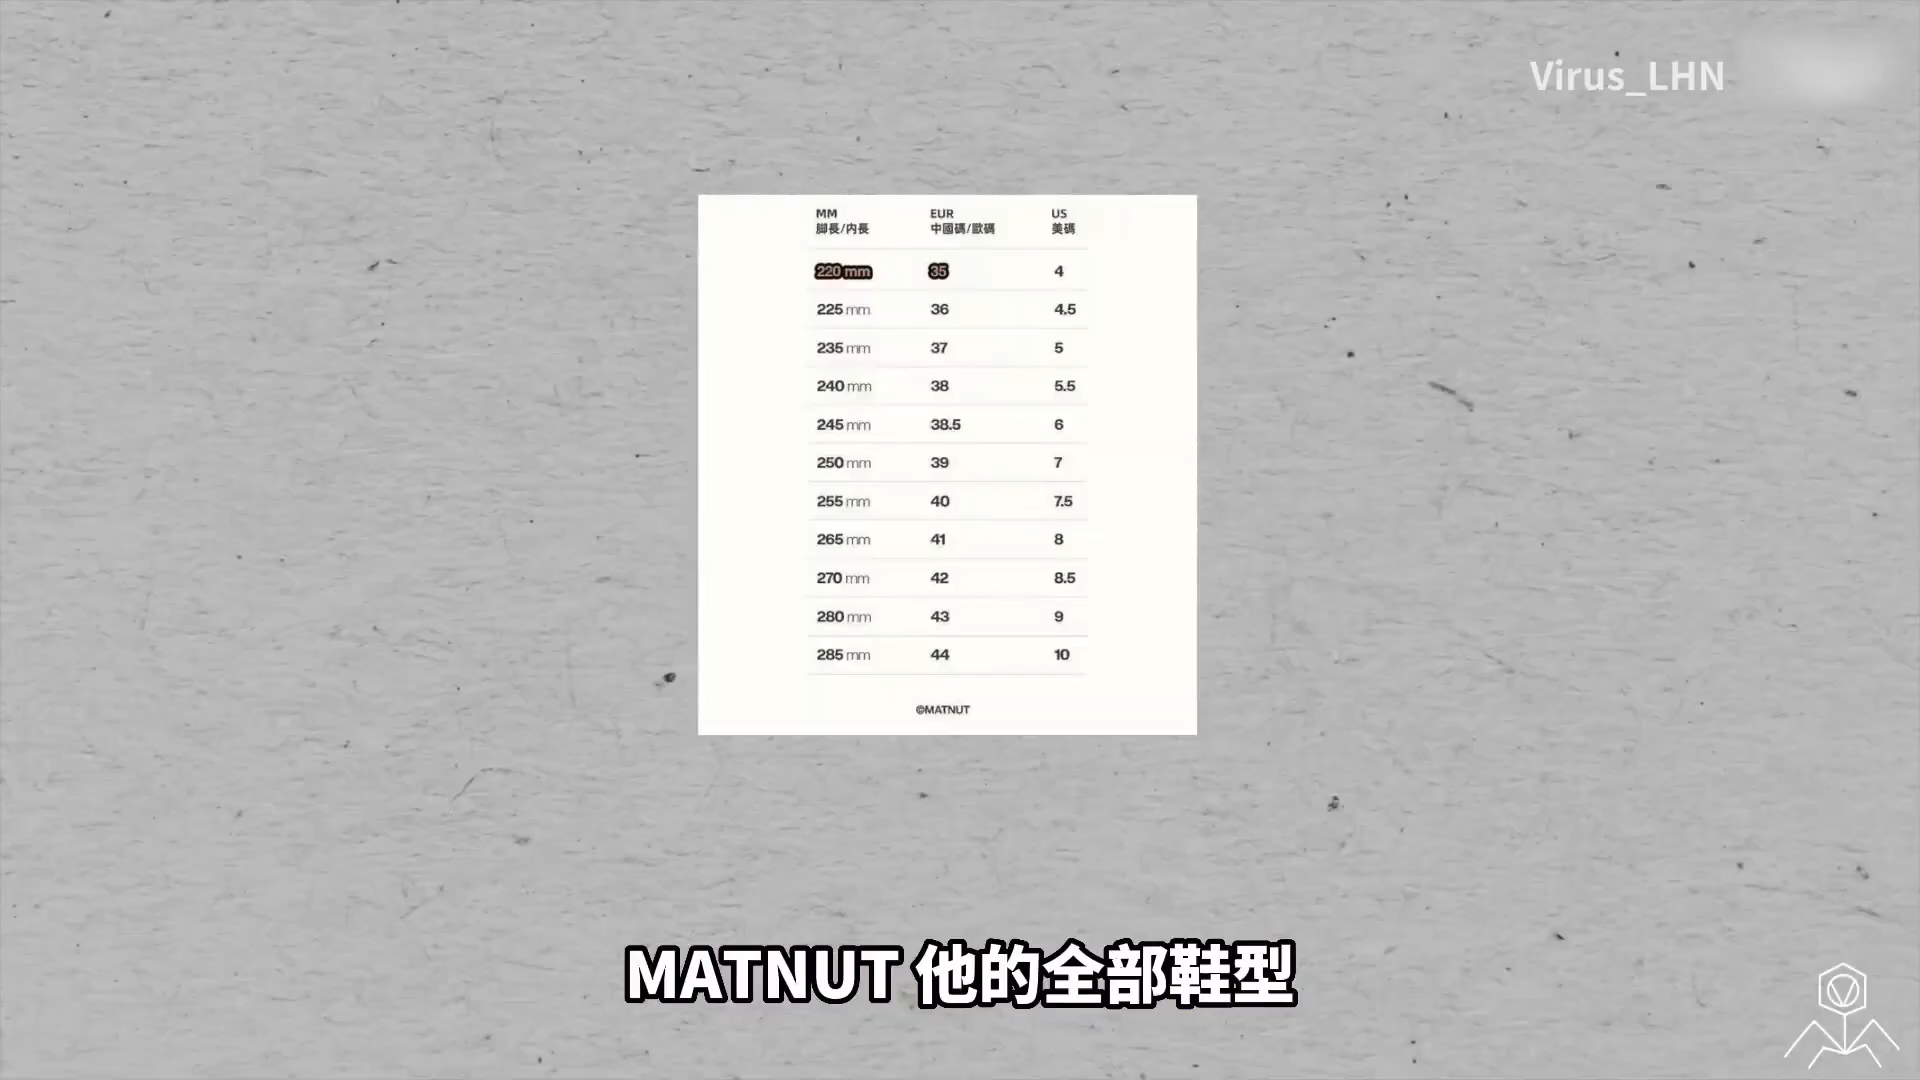 Virus_LHN
MM EUR US
脚長/内長 中國碼/歐碼 美碼
220 mm 35 4
225 mm 36 4.5
235 mm 37 5
240 mm 38 5.5
245 mm 38.5 6
250 mm 39 7
255 mm 40 7.5
265 mm 41 8
270 mm 42 8.5
280 mm 43 9
285 mm 44 10
©MATNUT
MATNUT 他的全部鞋型